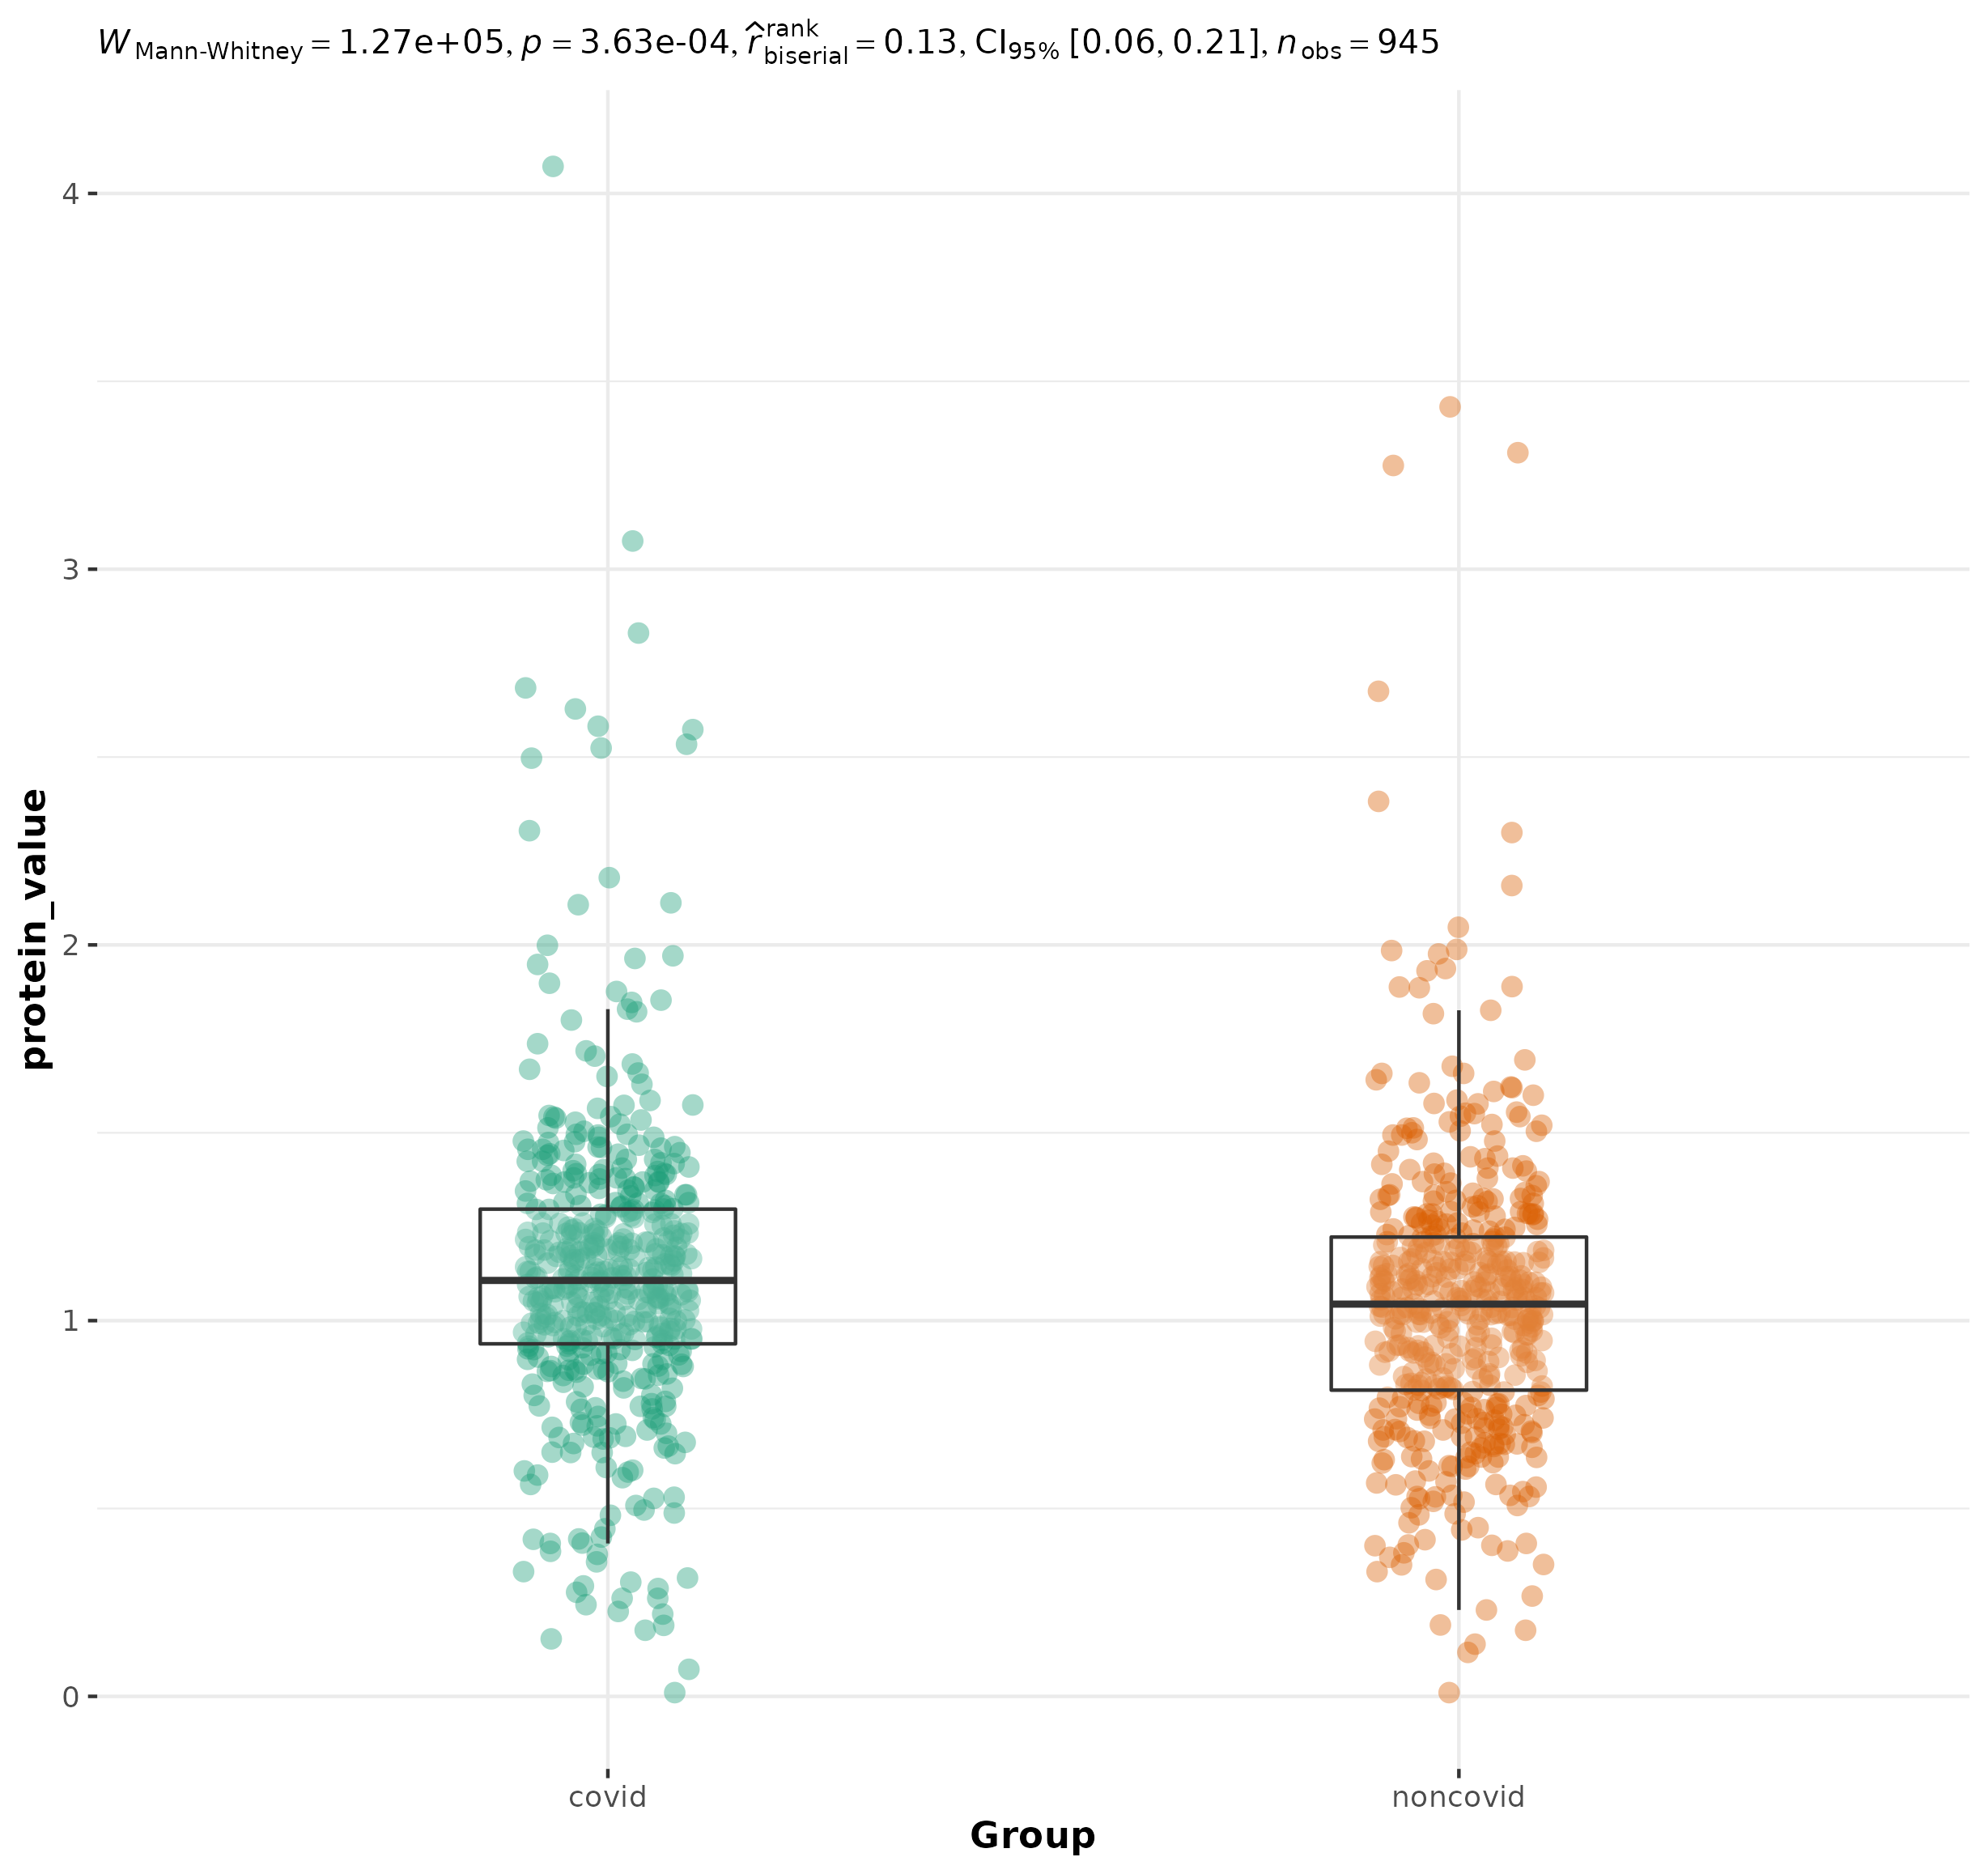 W Mann-Whitney = 1.27e+05, p = 3.63e-04, r̂ rank biserial = 0.13, CI95% [0.06, 0.21], n obs = 945
4
3
2
1
0
protein_value
covid noncovid
Group